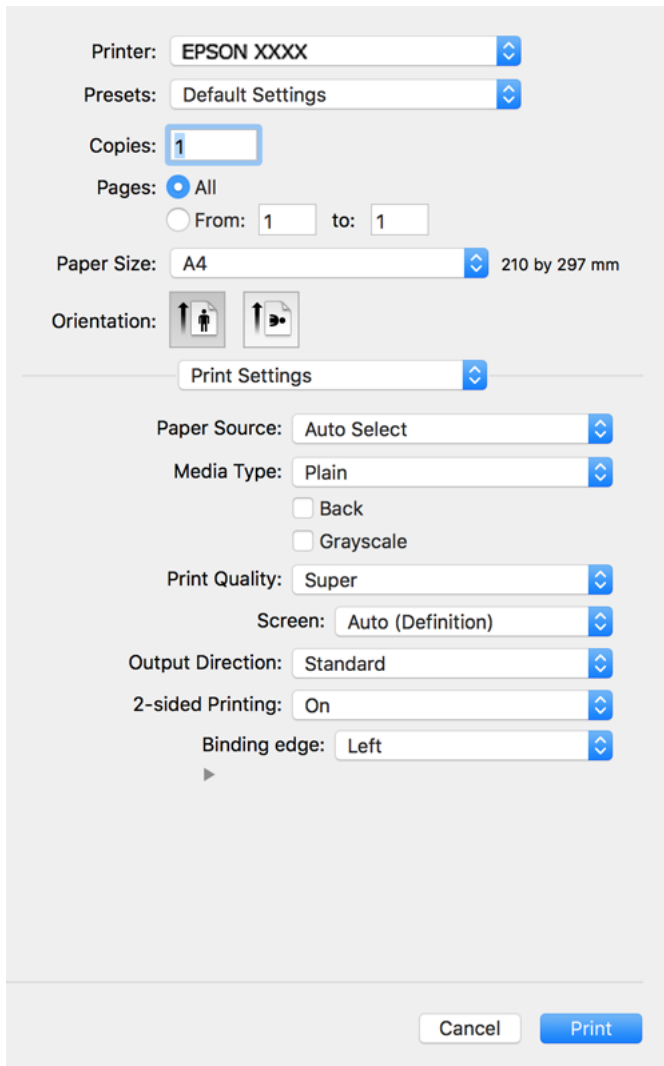 Printer: EPSON XXXX
Presets: Default Settings
Copies: 1
Pages: All
From: 1 to: 1
Paper Size: A4 210 by 297 mm
Orientation:
Print Settings
Paper Source: Auto Select
Media Type: Plain
Back
Grayscale
Print Quality: Super
Screen: Auto (Definition)
Output Direction: Standard
2-sided Printing: On
Binding edge: Left
Cancel Print